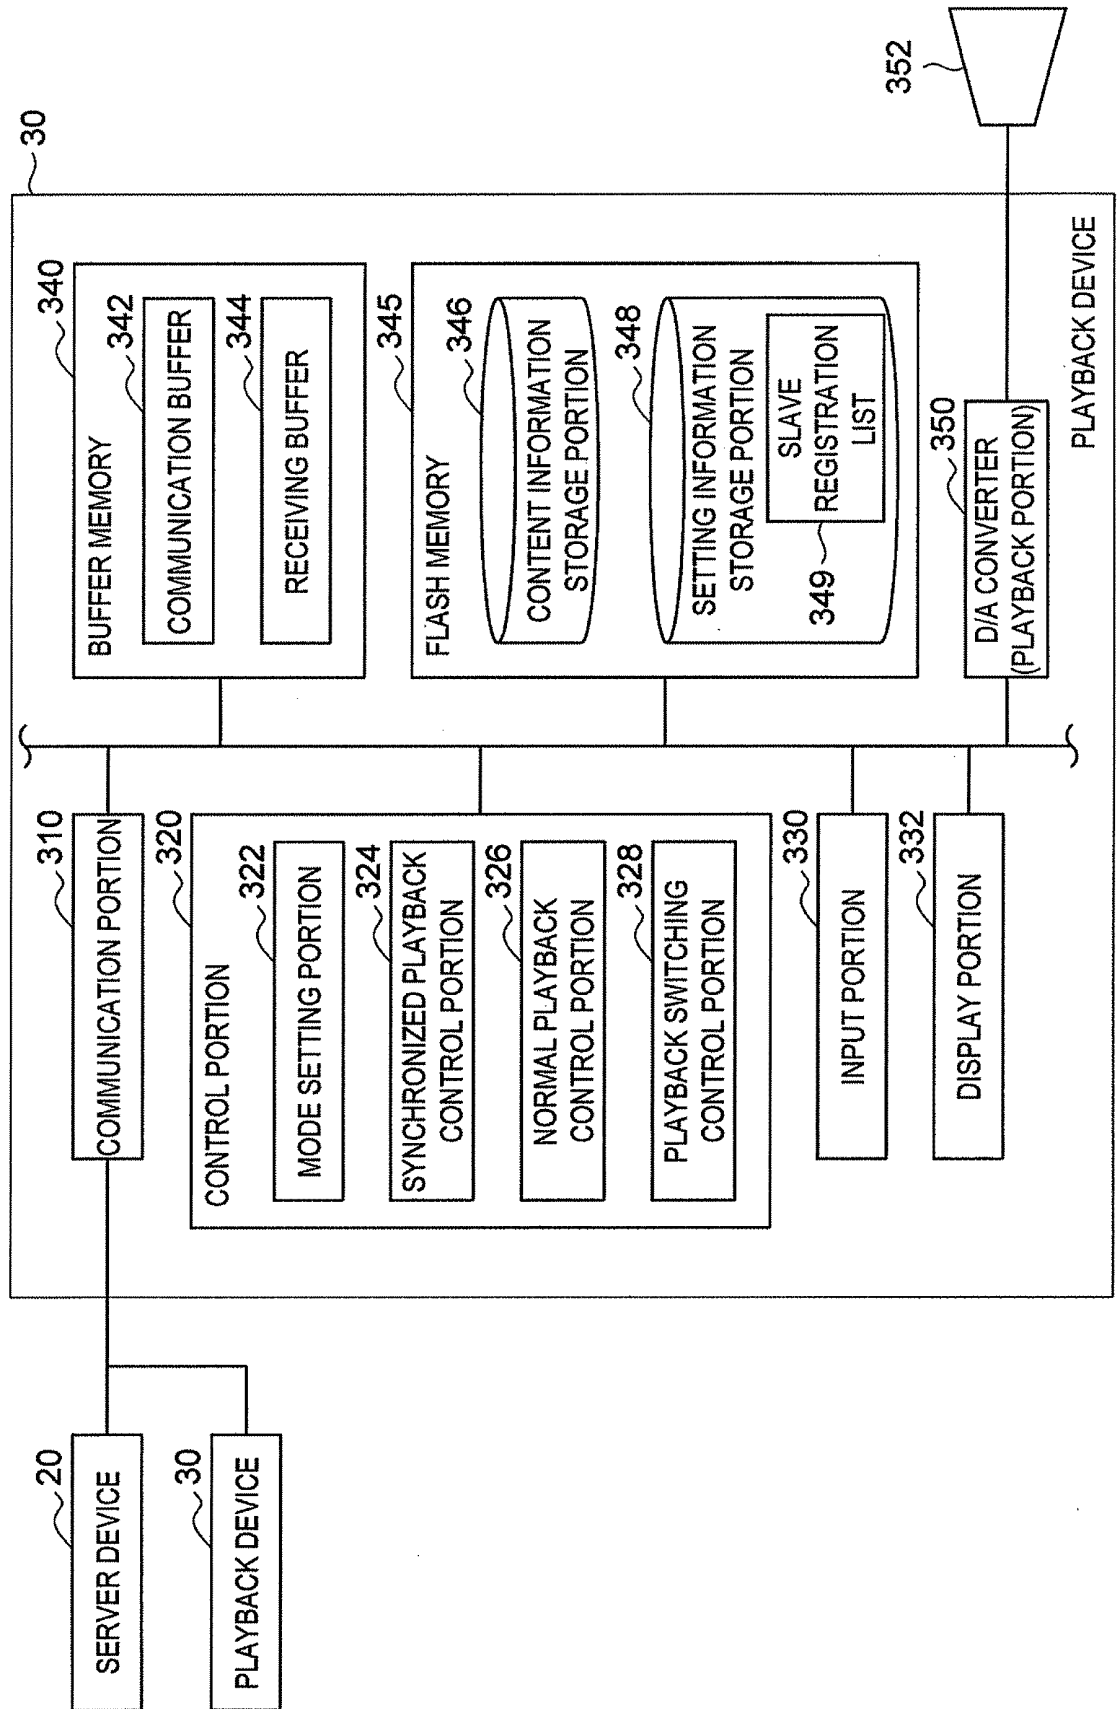 20
SERVER DEVICE
30
PLAYBACK DEVICE
30
310
COMMUNICATION PORTION
320
CONTROL PORTION
322
MODE SETTING PORTION
324
SYNCHRONIZED PLAYBACK
CONTROL PORTION
326
NORMAL PLAYBACK
CONTROL PORTION
328
PLAYBACK SWITCHING
CONTROL PORTION
330
INPUT PORTION
332
DISPLAY PORTION
340
BUFFER MEMORY
342
COMMUNICATION BUFFER
344
RECEIVING BUFFER
345
FLASH MEMORY
346
CONTENT INFORMATION
STORAGE PORTION
348
SETTING INFORMATION
STORAGE PORTION
349
SLAVE
REGISTRATION
LIST
350
D/A CONVERTER
(PLAYBACK PORTION)
352
PLAYBACK DEVICE